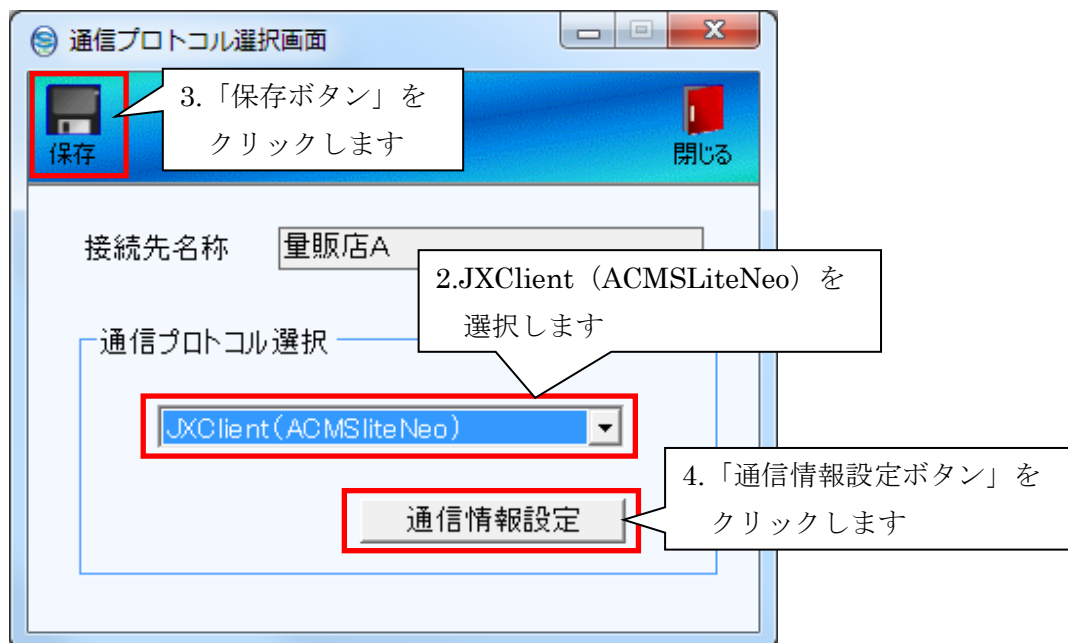 通信プロトコル選択画面
3.「保存ボタン」を
クリックします
保存
閉じる
接続先名称
量販店A
2.JXClient（ACMSLiteNeo）を
選択します
通信プロトコル選択
JXClient(ACMSliteNeo)
4.「通信情報設定ボタン」を
クリックします
通信情報設定